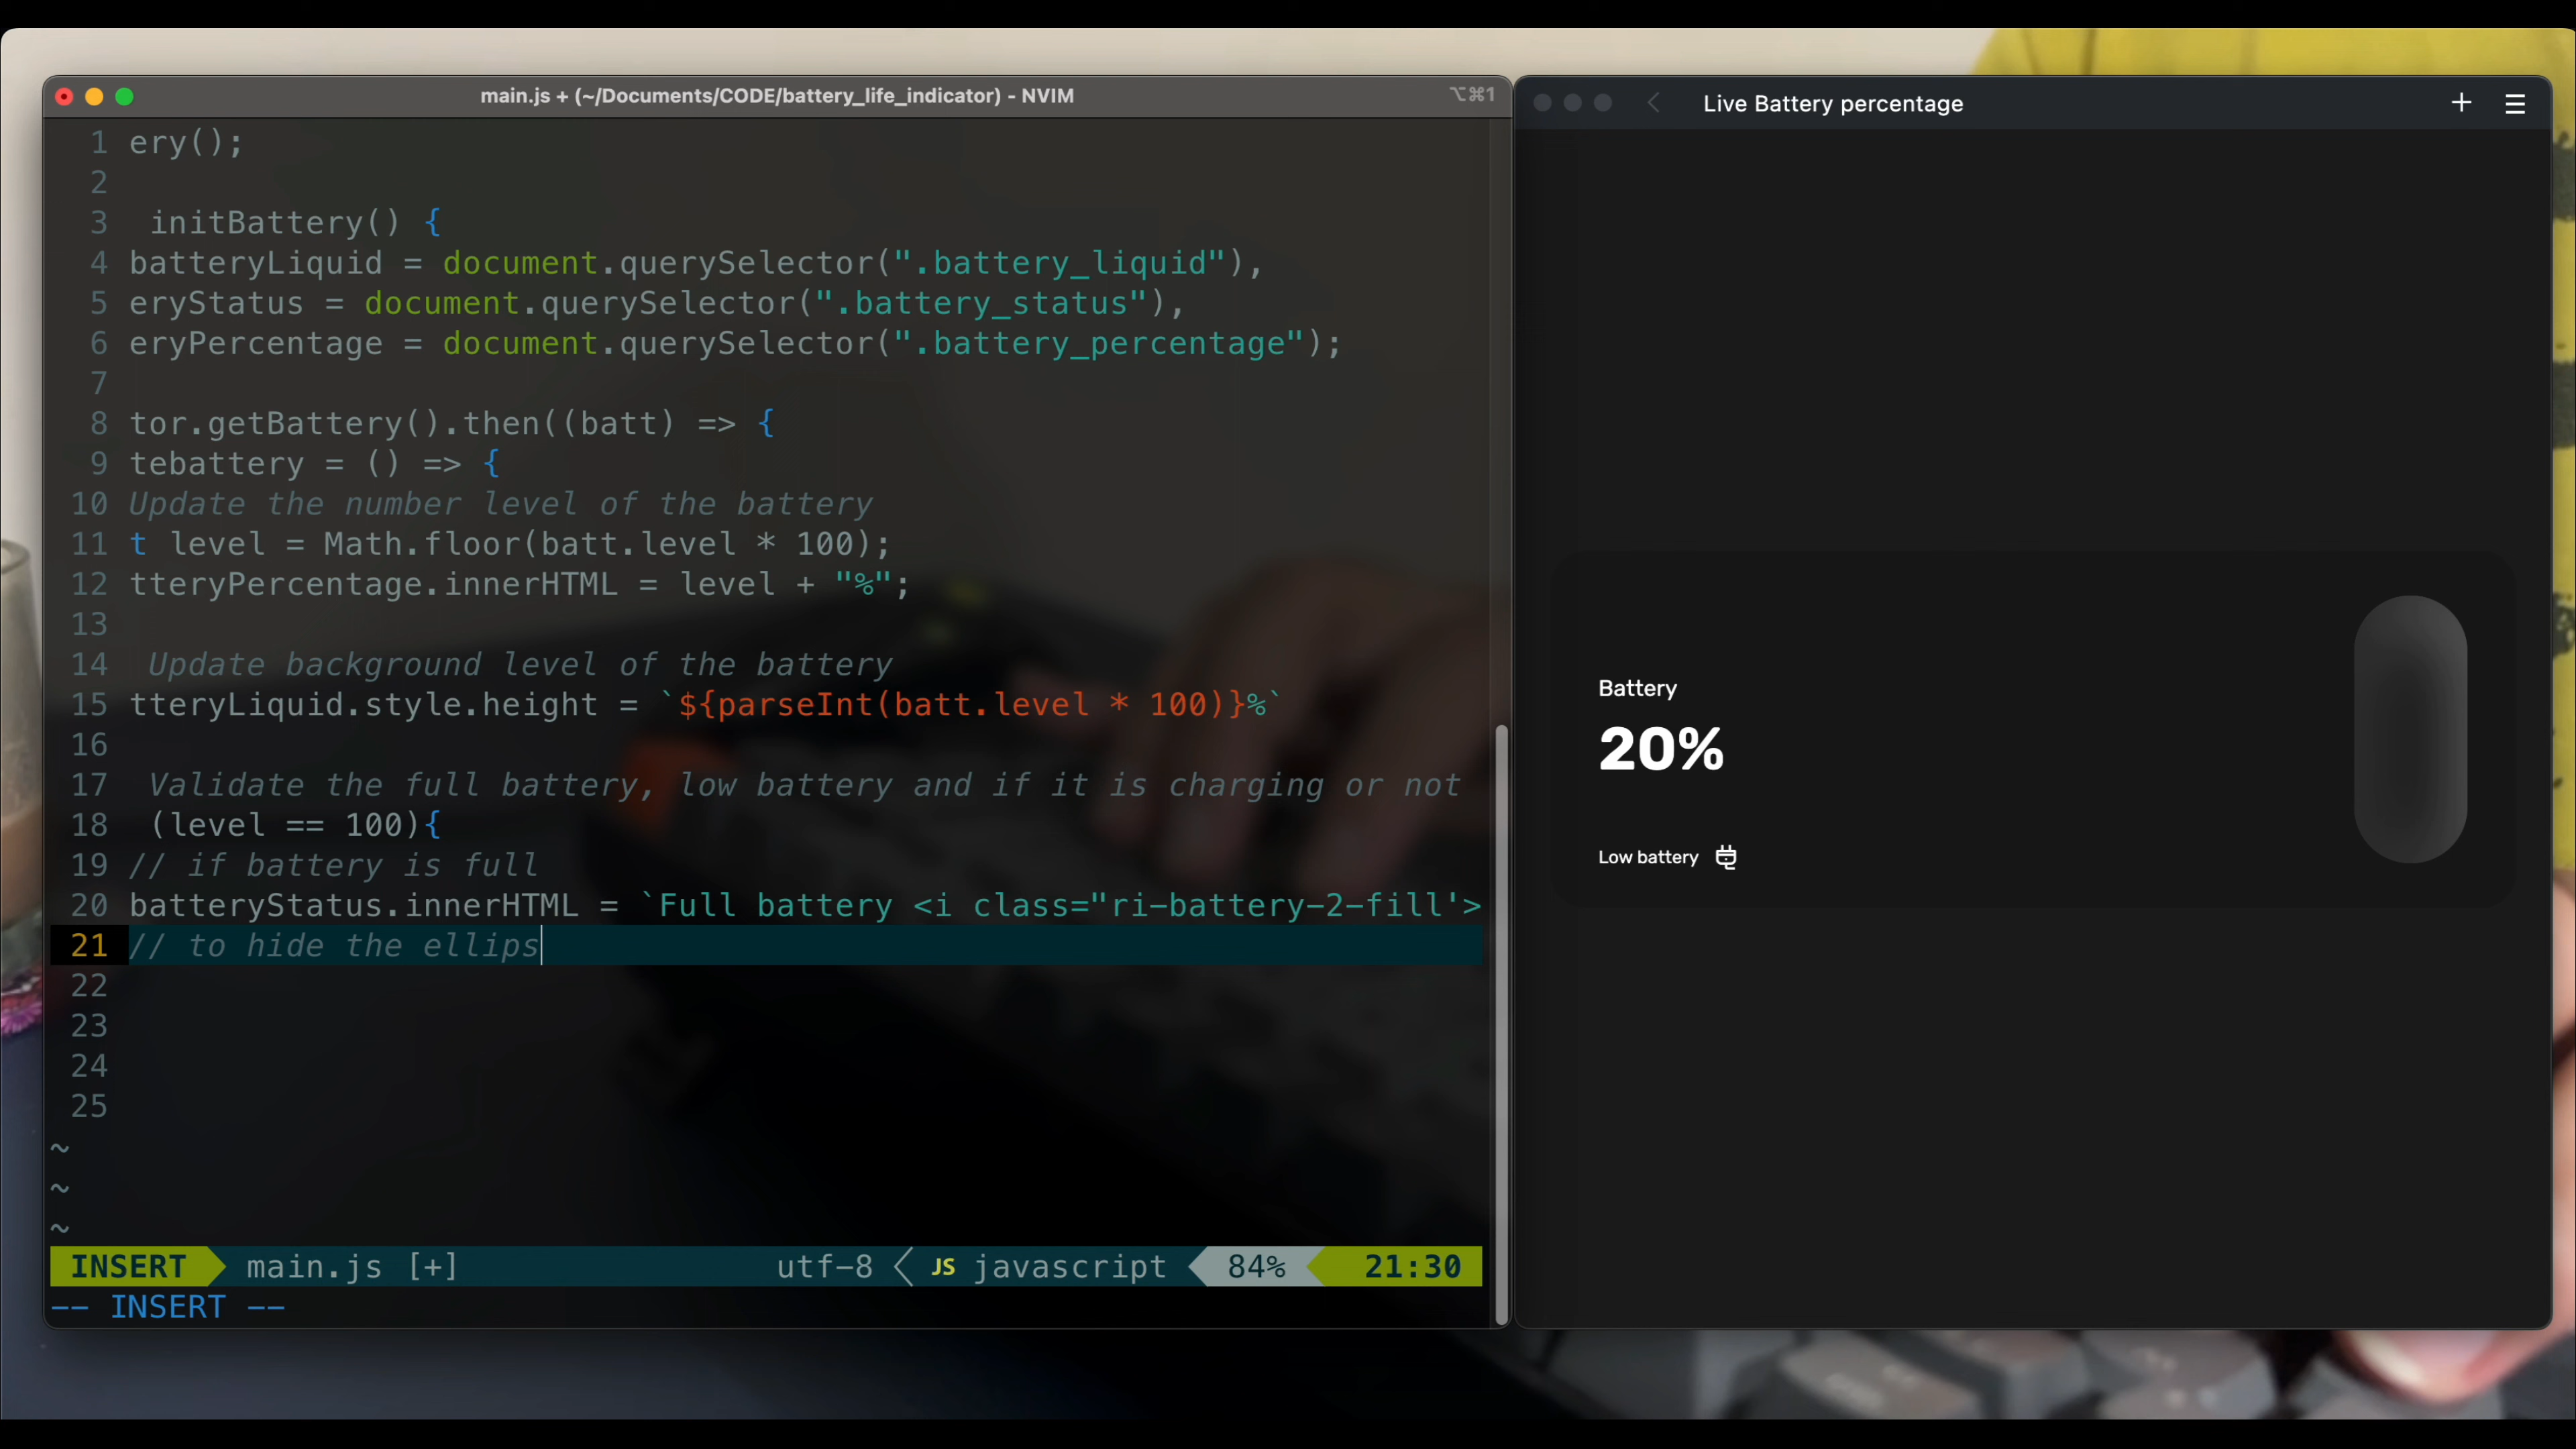 main.js + (~/Documents/CODE/battery_life_indicator) - NVIM
⌥⌘1
1 ery();
2
3 initBattery() {
4 batteryLiquid = document.querySelector(".battery_liquid"),
5 eryStatus = document.querySelector(".battery_status"),
6 eryPercentage = document.querySelector(".battery_percentage");
7
8 tor.getBattery().then((batt) => {
9 tebattery = () => {
10 Update the number level of the battery
11 t level = Math.floor(batt.level * 100);
12 tteryPercentage.innerHTML = level + "%";
13
14 Update background level of the battery
15 tteryLiquid.style.height = `${parseInt(batt.level * 100)}%`
16
17 Validate the full battery, low battery and if it is charging or not
18 (level == 100){
19 // if battery is full
20 batteryStatus.innerHTML = `Full battery <i class="ri-battery-2-fill'>
21 // to hide the ellips
22
23
24
25
~
~
~
INSERT main.js [+] utf-8 JS javascript 84% 21:30
-- INSERT --
Live Battery percentage
Battery
20%
Low battery